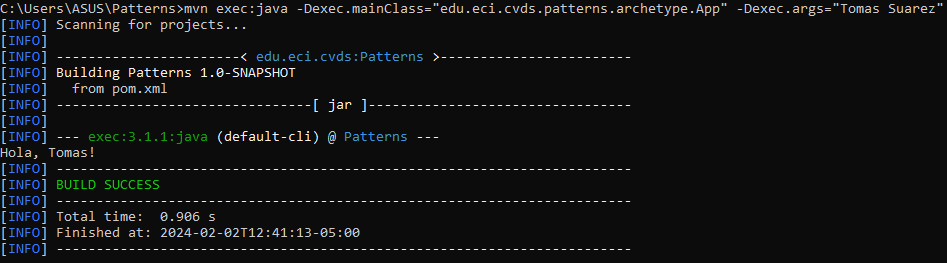 C:\Users\ASUS\Patterns>mvn exec:java -Dexec.mainClass="edu.eci.cvds.patterns.archetype.App" -Dexec.args="Tomas Suarez"
[INFO] Scanning for projects...
[INFO]
[INFO] -----------------------< edu.eci.cvds:Patterns >------------------------
[INFO] Building Patterns 1.0-SNAPSHOT
[INFO]   from pom.xml
[INFO] --------------------------------[ jar ]---------------------------------
[INFO]
[INFO] --- exec:3.1.1:java (default-cli) @ Patterns ---
Hola, Tomas!
[INFO] ------------------------------------------------------------------------
[INFO] BUILD SUCCESS
[INFO] ------------------------------------------------------------------------
[INFO] Total time:  0.906 s
[INFO] Finished at: 2024-02-02T12:41:13-05:00
[INFO] ------------------------------------------------------------------------